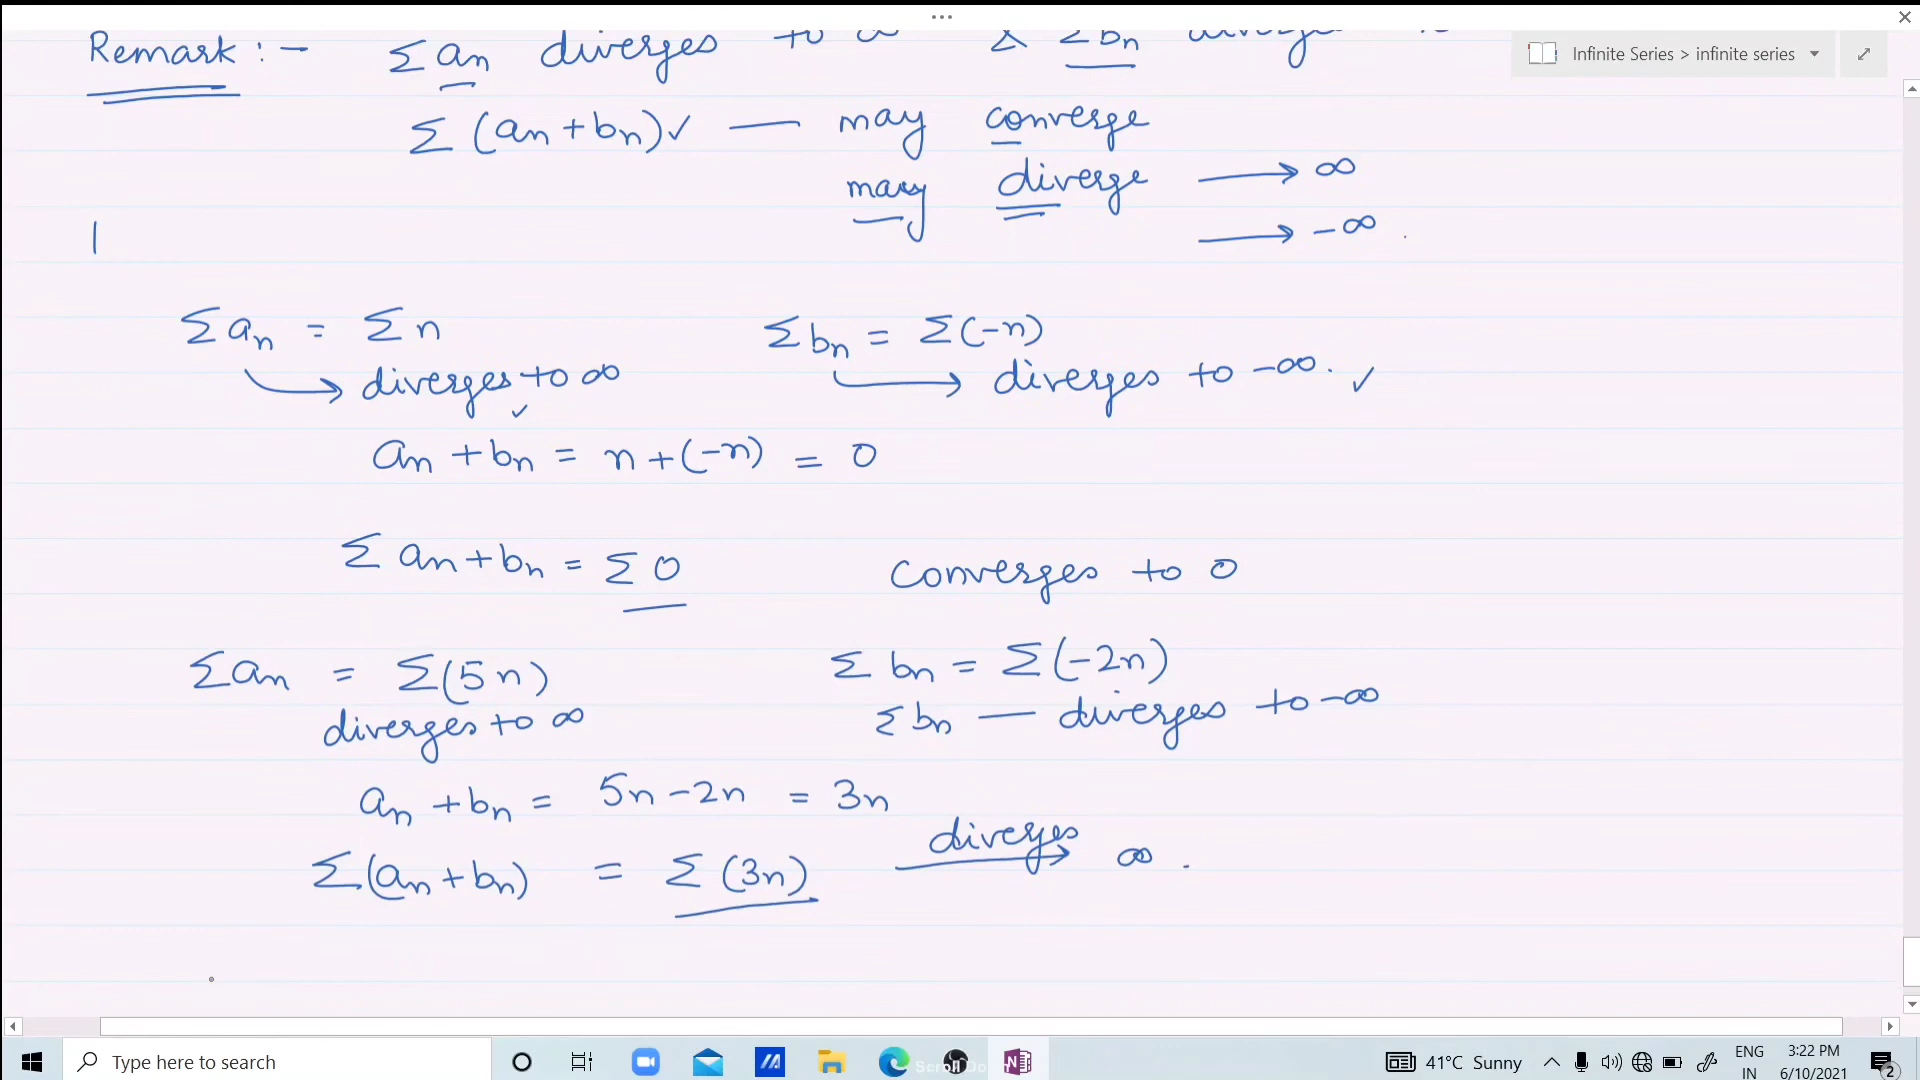 Remark :- Σ an diverges to Σ bn
Infinite Series > infinite series
Σ (an + bn) ✓ — may converge
may diverge → ∞
→ -∞
Σ an = Σ n Σ bn = Σ (-n)
↪ diverges to ∞ ✓ ↪ diverges to -∞. ✓
an + bn = n + (-n) = 0
Σ an + bn = Σ 0 Converges to 0
Σ an = Σ (5n) Σ bn = Σ (-2n)
diverges to ∞ Σ bn — diverges to -∞
an + bn = 5n - 2n = 3n
Σ (an + bn) = Σ (3n) diverges → ∞.
Type here to search
41°C Sunny
ENG
IN
3:22 PM
6/10/2021
2